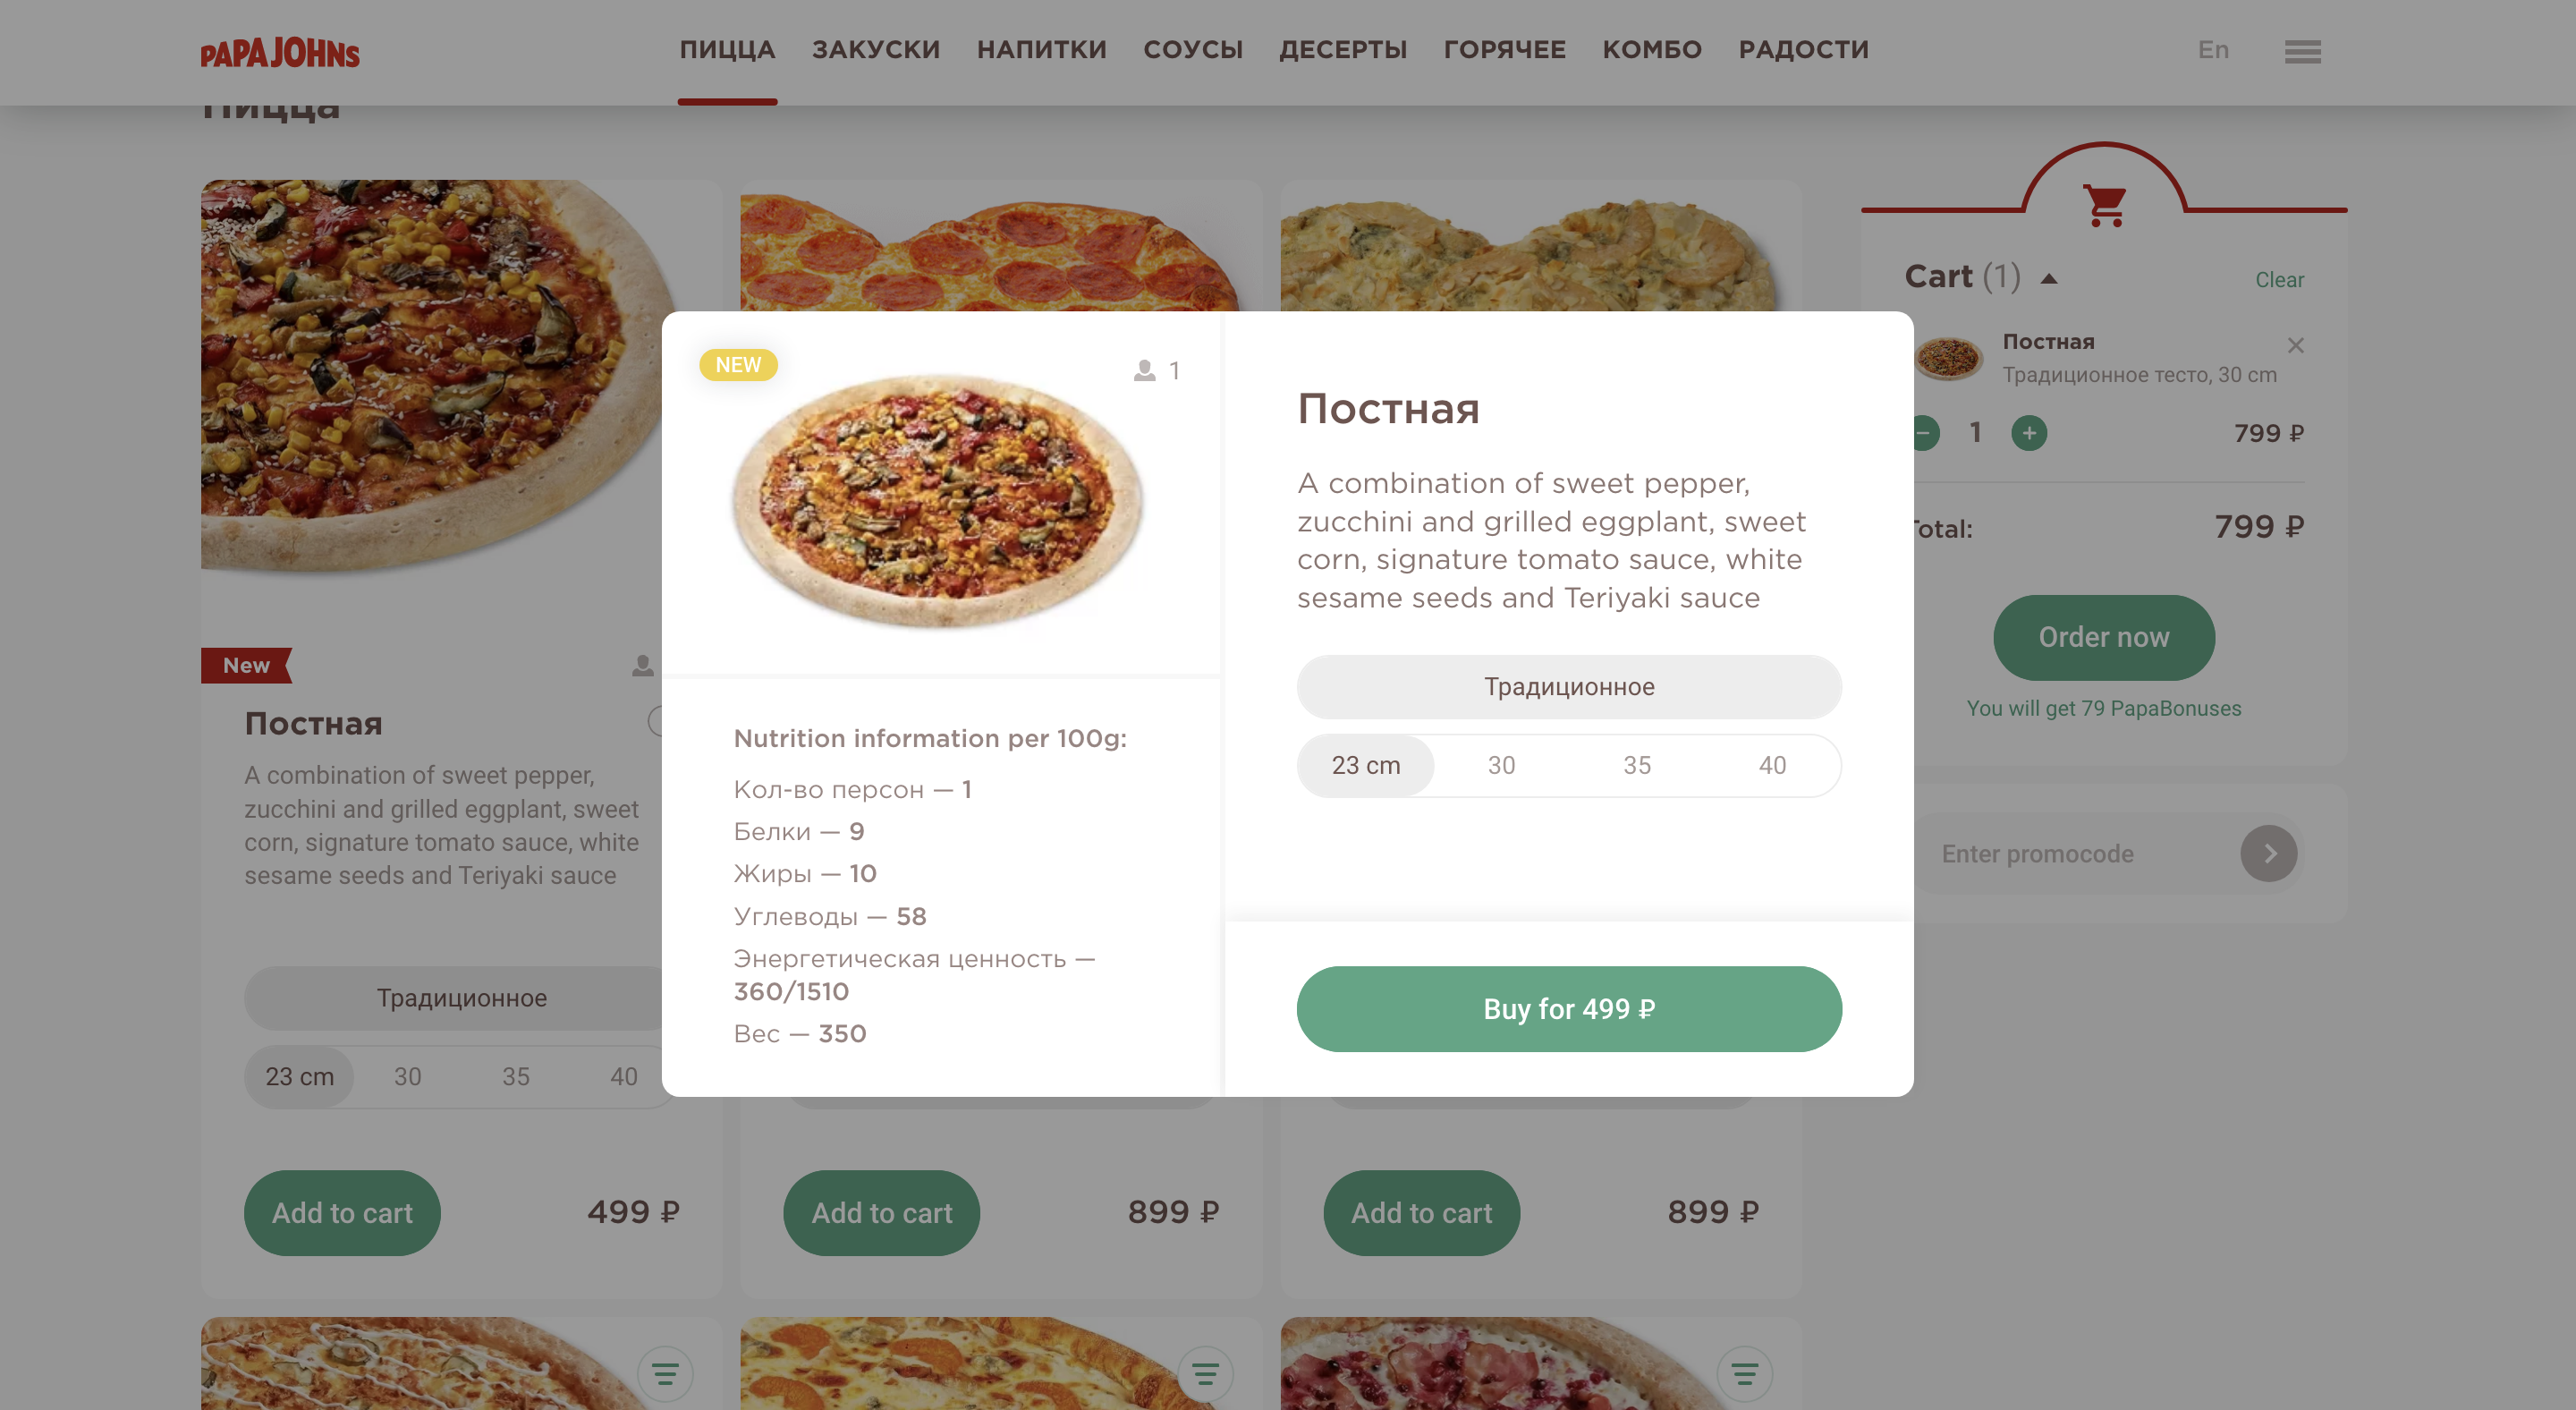 PAPA JOHNS
ПИЦЦА ЗАКУСКИ НАПИТКИ СОУСЫ ДЕСЕРТЫ ГОРЯЧЕЕ КОМБО РАДОСТИ
En
Пицца
Cart (1)
Clear
Постная
Традиционное тесто, 30 cm
1
799 ₽
Total:
799 ₽
Order now
You will get 79 PapaBonuses
Enter promocode
NEW
1
Nutrition information per 100g:
Кол-во персон — 1
Белки — 9
Жиры — 10
Углеводы — 58
Энергетическая ценность —
360/1510
Вес — 350
Постная
A combination of sweet pepper,
zucchini and grilled eggplant, sweet
corn, signature tomato sauce, white
sesame seeds and Teriyaki sauce
Традиционное
23 cm 30 35 40
Buy for 499 ₽
New
Постная
A combination of sweet pepper,
zucchini and grilled eggplant, sweet
corn, signature tomato sauce, white
sesame seeds and Teriyaki sauce
Традиционное
23 cm 30 35 40
Add to cart 499 ₽
Add to cart 899 ₽
Add to cart 899 ₽